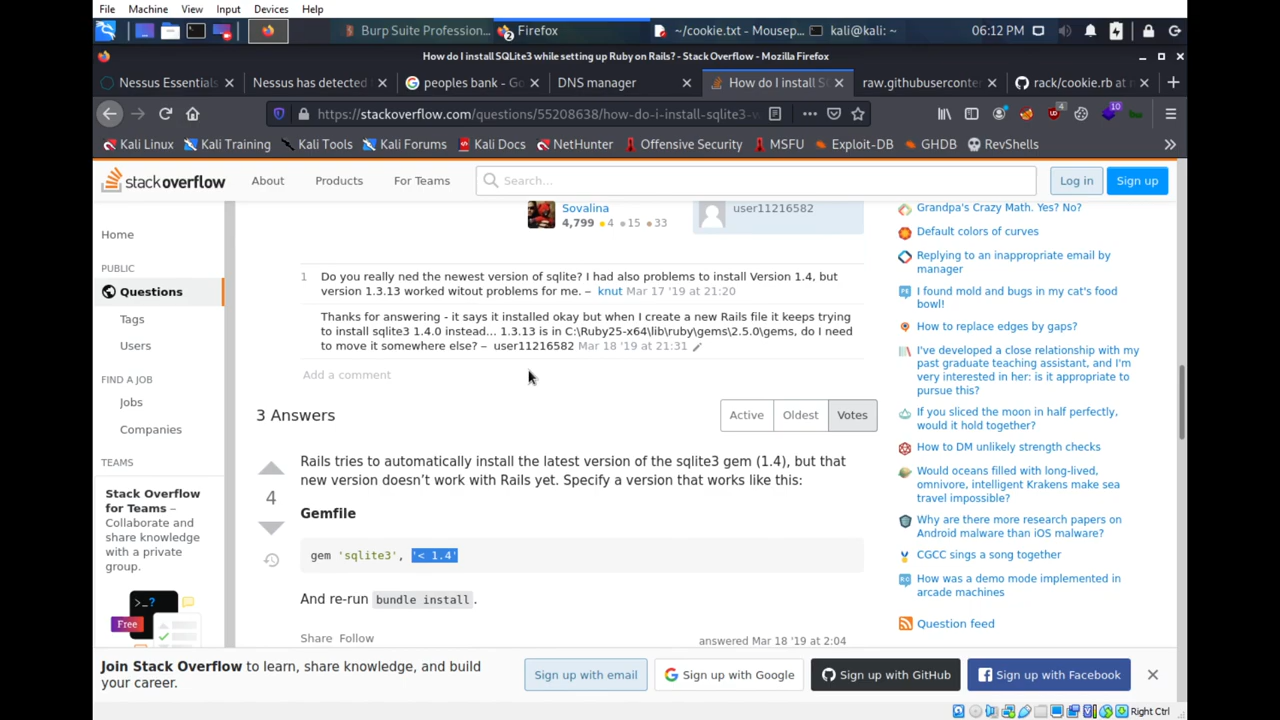 File Machine View Input Devices Help
Burp Suite Profession...
2 Firefox
~/cookie.txt - Mousep...
kali@kali: ~
06:12 PM
How do I install SQLite3 while setting up Ruby on Rails? - Stack Overflow - Mozilla Firefox
Nessus Essentials
Nessus has detected
peoples bank - Go
DNS manager
How do I install S
raw.githubuserconte
rack/cookie.rb at
https://stackoverflow.com/questions/55208638/how-do-i-install-sqlite3-w
4
10
Kali Linux
Kali Training
Kali Tools
Kali Forums
Kali Docs
NetHunter
Offensive Security
MSFU
Exploit-DB
GHDB
RevShells
stackoverflow
About
Products
For Teams
Search...
Log in
Sign up
Home
PUBLIC
Questions
Tags
Users
FIND A JOB
Jobs
Companies
TEAMS
Stack Overflow
for Teams –
Collaborate and
share knowledge
with a private
group.
>_?
Free
Sovalina
4,799 4 15 33
user11216582
1 Do you really ned the newest version of sqlite? I had also problems to install Version 1.4, but
version 1.3.13 worked witout problems for me. – knut Mar 17 '19 at 21:20
Thanks for answering - it says it installed okay but when I create a new Rails file it keeps trying
to install sqlite3 1.4.0 instead... 1.3.13 is in C:\Ruby25-x64\lib\ruby\gems\2.5.0\gems, do I need
to move it somewhere else? – user11216582 Mar 18 '19 at 21:31
Add a comment
3 Answers
Active
Oldest
Votes
4
Rails tries to automatically install the latest version of the sqlite3 gem (1.4), but that
new version doesn't work with Rails yet. Specify a version that works like this:
Gemfile
gem 'sqlite3', '< 1.4'
And re-run bundle install.
Share Follow
answered Mar 18 '19 at 2:04
Grandpa's Crazy Math. Yes? No?
Default colors of curves
Replying to an inappropriate email by
manager
I found mold and bugs in my cat's food
bowl!
How to replace edges by gaps?
I've developed a close relationship with my
past graduate teaching assistant, and I'm
very interested in her: is it appropriate to
pursue this?
If you sliced the moon in half perfectly,
would it hold together?
How to DM unlikely strength checks
Would oceans filled with long-lived,
omnivore, intelligent Krakens make sea
travel impossible?
Why are there more research papers on
Android malware than iOS malware?
CGCC sings a song together
How was a demo mode implemented in
arcade machines
Question feed
Join Stack Overflow to learn, share knowledge, and build
your career.
Sign up with email
Sign up with Google
Sign up with GitHub
Sign up with Facebook
Right Ctrl